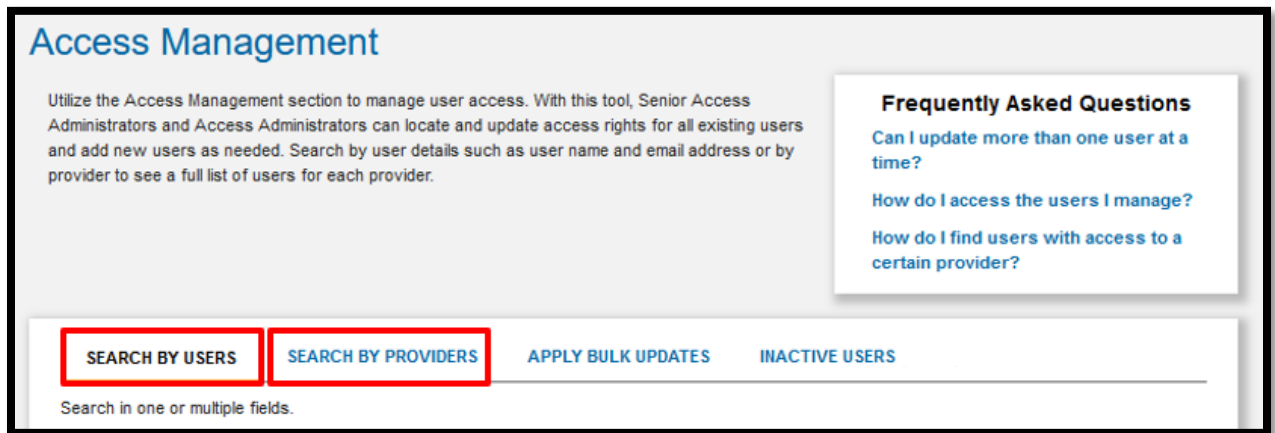 Access Management
Utilize the Access Management section to manage user access. With this tool, Senior Access
Administrators and Access Administrators can locate and update access rights for all existing users
and add new users as needed. Search by user details such as user name and email address or by
provider to see a full list of users for each provider.
Frequently Asked Questions
Can I update more than one user at a
time?
How do I access the users I manage?
How do I find users with access to a
certain provider?
SEARCH BY USERS SEARCH BY PROVIDERS APPLY BULK UPDATES INACTIVE USERS
Search in one or multiple fields.